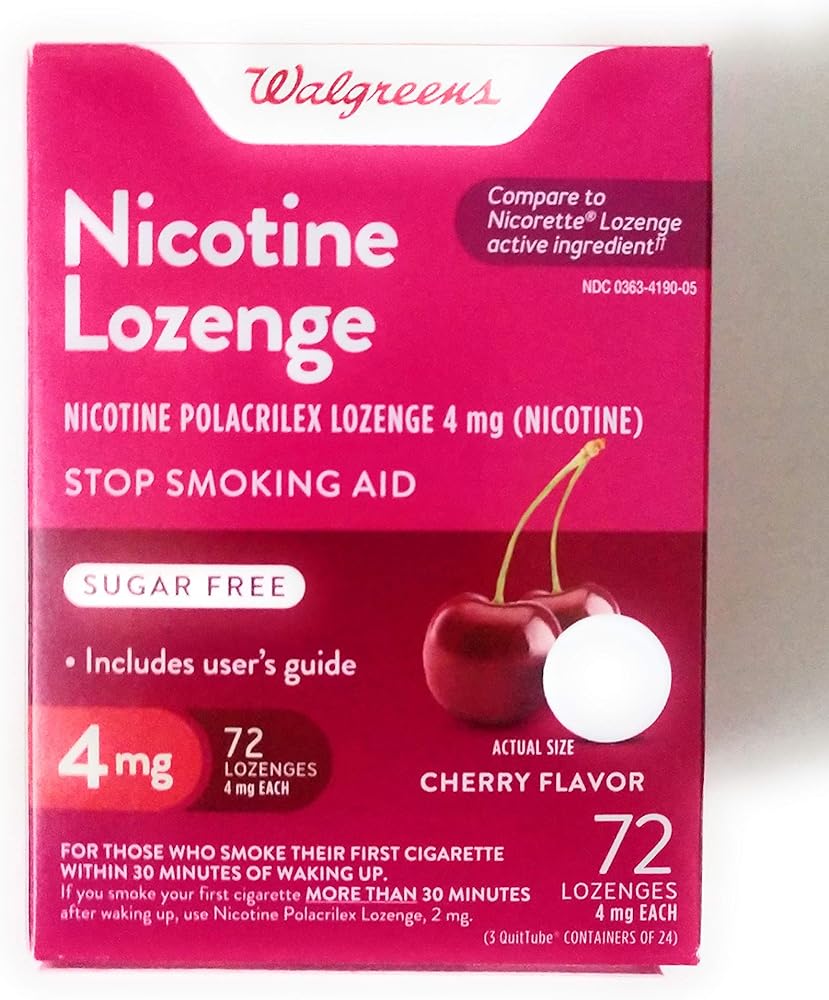 Walgreens
Nicotine
Lozenge
Compare to
Nicorette® Lozenge
active ingredient††
NDC 0363-4190-05
NICOTINE POLACRILEX LOZENGE 4 mg (NICOTINE)
STOP SMOKING AID
SUGAR FREE
• Includes user's guide
4 mg
72
LOZENGES
4 mg EACH
ACTUAL SIZE
CHERRY FLAVOR
FOR THOSE WHO SMOKE THEIR FIRST CIGARETTE
WITHIN 30 MINUTES OF WAKING UP.
If you smoke your first cigarette MORE THAN 30 MINUTES
after waking up, use Nicotine Polacrilex Lozenge, 2 mg.
72
LOZENGES
4 mg EACH
(3 QuitTube® CONTAINERS OF 24)